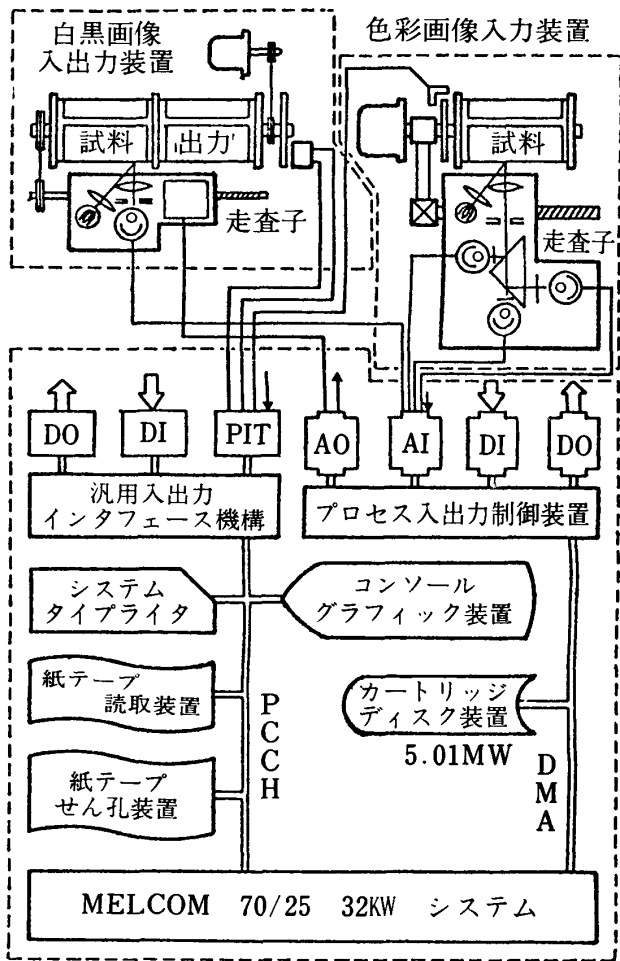 白黒画像
入出力装置
色彩画像入力装置
試料
出力
走査子
試料
走査子
DO
DI
PIT
AO
AI
DI
DO
汎用入出力
インタフェース機構
プロセス入出力制御装置
システム
タイプライタ
コンソール
グラフィック装置
紙テープ
読取装置
PCCH
カートリッジ
ディスク装置
5.01MW
DMA
紙テープ
せん孔装置
MELCOM 70/25 32KW システム